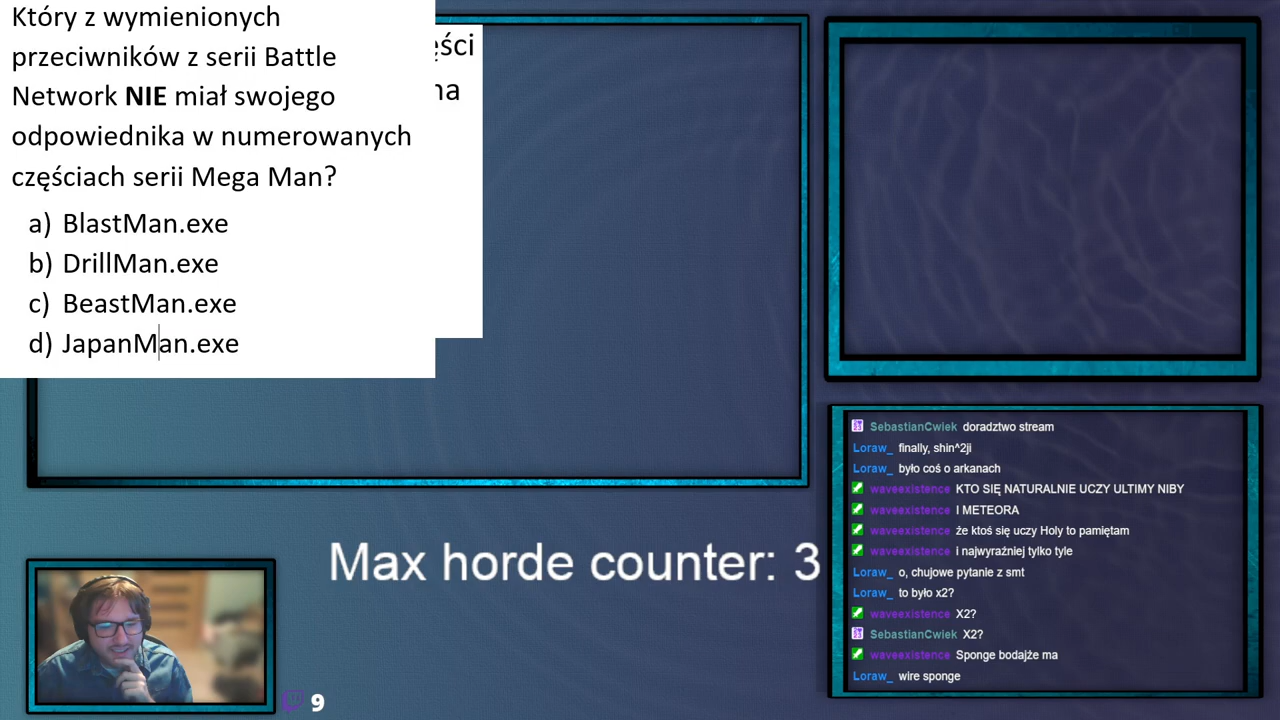 Który z wymienionych
przeciwników z serii Battle
Network NIE miał swojego
odpowiednika w numerowanych
częściach serii Mega Man?
a) BlastMan.exe
b) DrillMan.exe
c) BeastMan.exe
d) JapanMan.exe
ści
na
Max horde counter: 3
9
SebastianCwiek doradztwo stream
Loraw_ finally, shin^2ji
Loraw_ było coś o arkanach
waveexistence KTO SIĘ NATURALNIE UCZY ULTIMY NIBY
waveexistence I METEORA
waveexistence że ktoś się uczy Holy to pamiętam
waveexistence i najwyraźniej tylko tyle
Loraw_ o, chujowe pytanie z smt
Loraw_ to było x2?
waveexistence X2?
SebastianCwiek X2?
waveexistence Sponge bodajże ma
Loraw_ wire sponge